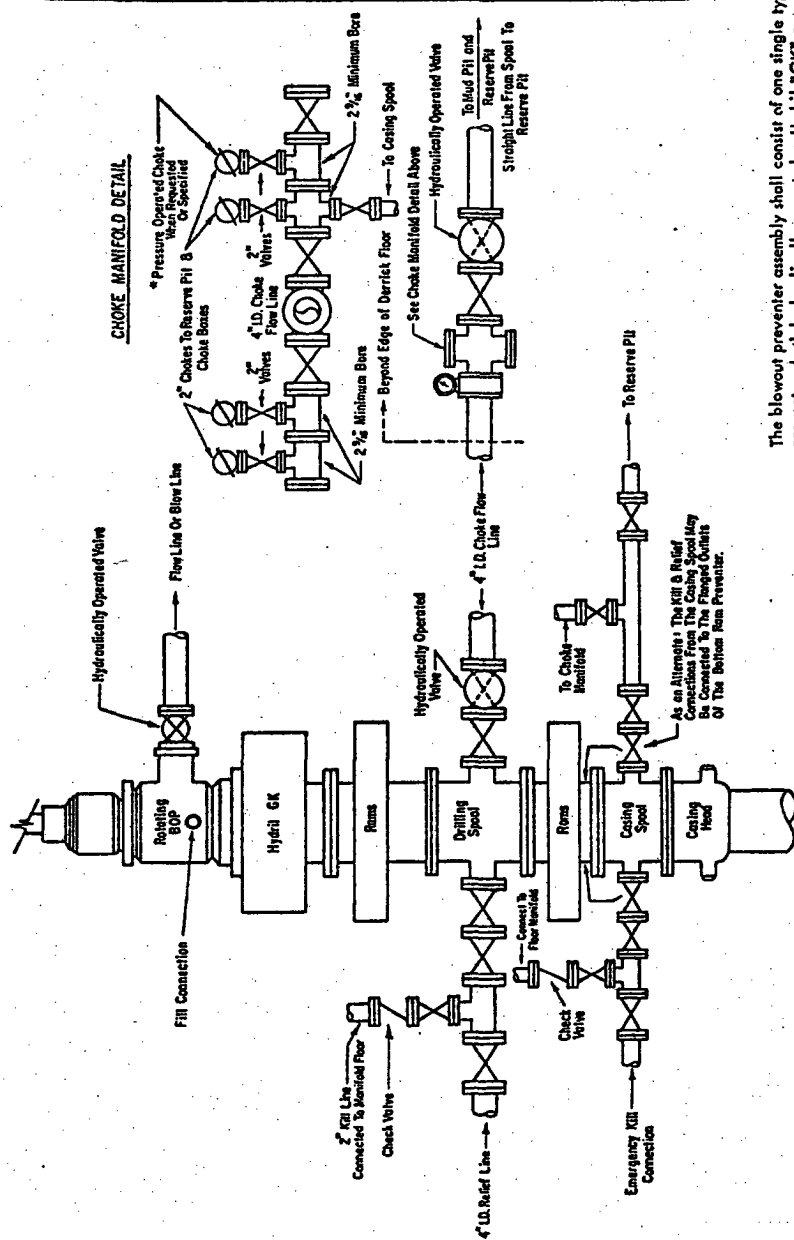 CHOKE MANIFOLD DETAIL
*Pressure Operated Choke
When Requested
Or Specified
2" Chokes To Reserve Pit &
Choke Boxes
2"
Valves
2"
Valves
4" I.D. Choke
Flow Line
2 9/16" Minimum Bore
2 9/16" Minimum Bore
To Casing Spool
Hydraulically Operated Valve
Flow Line Or Blow Line
Rotating
BOP
Fill Connection
Hydril GK
Rams
Drilling
Spool
Rams
Casing
Spool
Casing
Head
2" Kill Line
Connected To Manifold Floor
Check Valve
4" I.D. Relief Line
Connect To
Floor Manifold
Check
Valve
Emergency Kill
Connection
Hydraulically Operated
Valve
4" I.D. Choke Flow
Line
Beyond Edge of Derrick Floor
See Choke Manifold Detail Above
Hydraulically Operated Valve
To Mud Pit and
Reserve Pit
Straight Line From Spool To
Reserve Pit
To Choke
Manifold
To Reserve Pit
As an Alternate: The Kill & Relief
Connections From The Casing Spool May
Be Connected To The Flanged Outlets
Of The Bottom Ram Preventer.
The blowout preventer assembly shall consist of one single ty